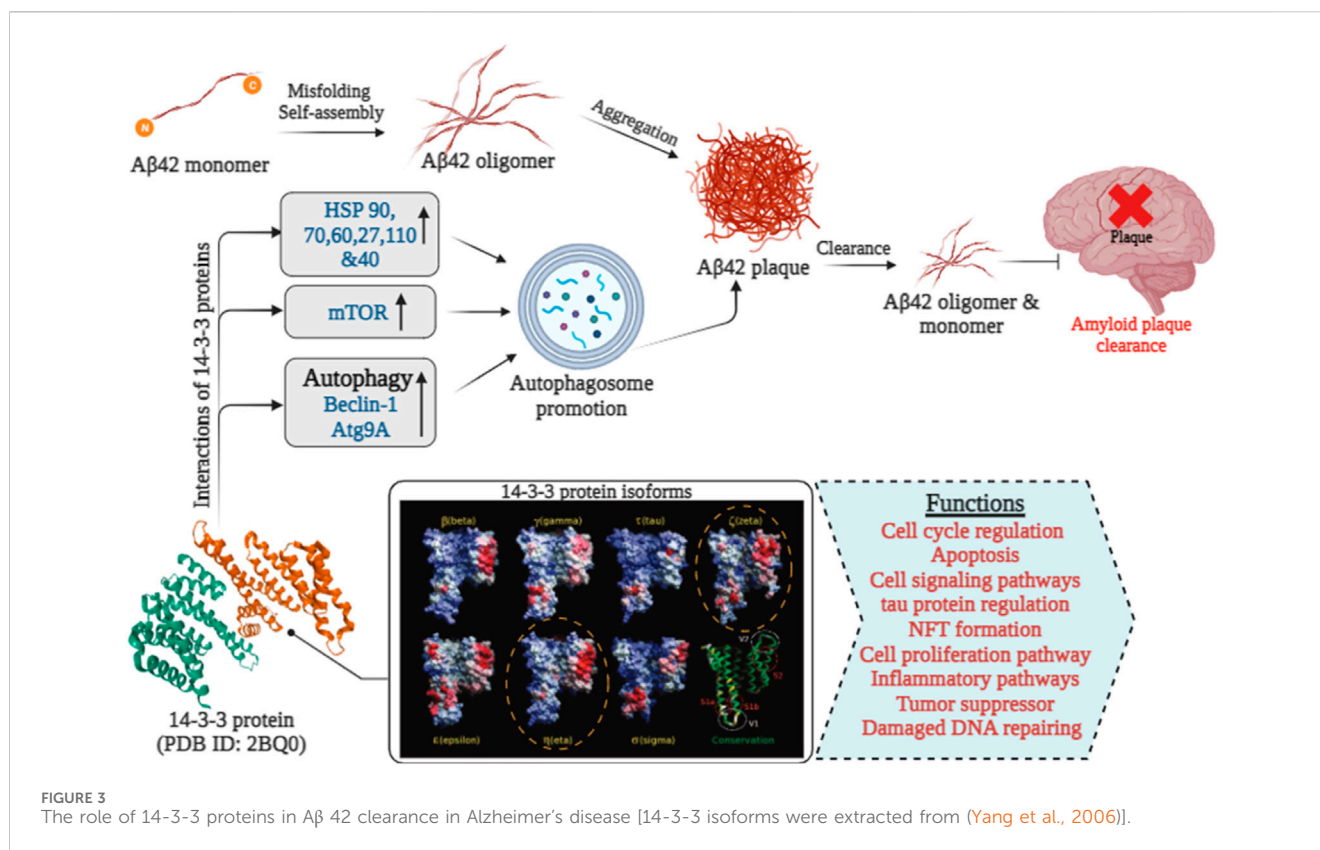 N
C
Aβ42 monomer
Misfolding
Self-assembly
Aβ42 oligomer
Aggregation
Aβ42 plaque
Clearance
Aβ42 oligomer &
monomer
Plaque
Amyloid plaque
clearance
Interactions of 14-3-3 proteins
HSP 90,
70,60,27,110
&40
mTOR
Autophagy
Beclin-1
Atg9A
Autophagosome
promotion
14-3-3 protein
(PDB ID: 2BQ0)
14-3-3 protein isoforms
β(beta) γ(gamma) τ(tau) ζ(zeta)
V2
S2
S1a S1b
V1
ε(epsilon) η(eta) σ(sigma) Conservation
Functions
Cell cycle regulation
Apoptosis
Cell signaling pathways
tau protein regulation
NFT formation
Cell proliferation pathway
Inflammatory pathways
Tumor suppressor
Damaged DNA repairing
FIGURE 3
The role of 14-3-3 proteins in Aβ 42 clearance in Alzheimer's disease [14-3-3 isoforms were extracted from (Yang et al., 2006)].